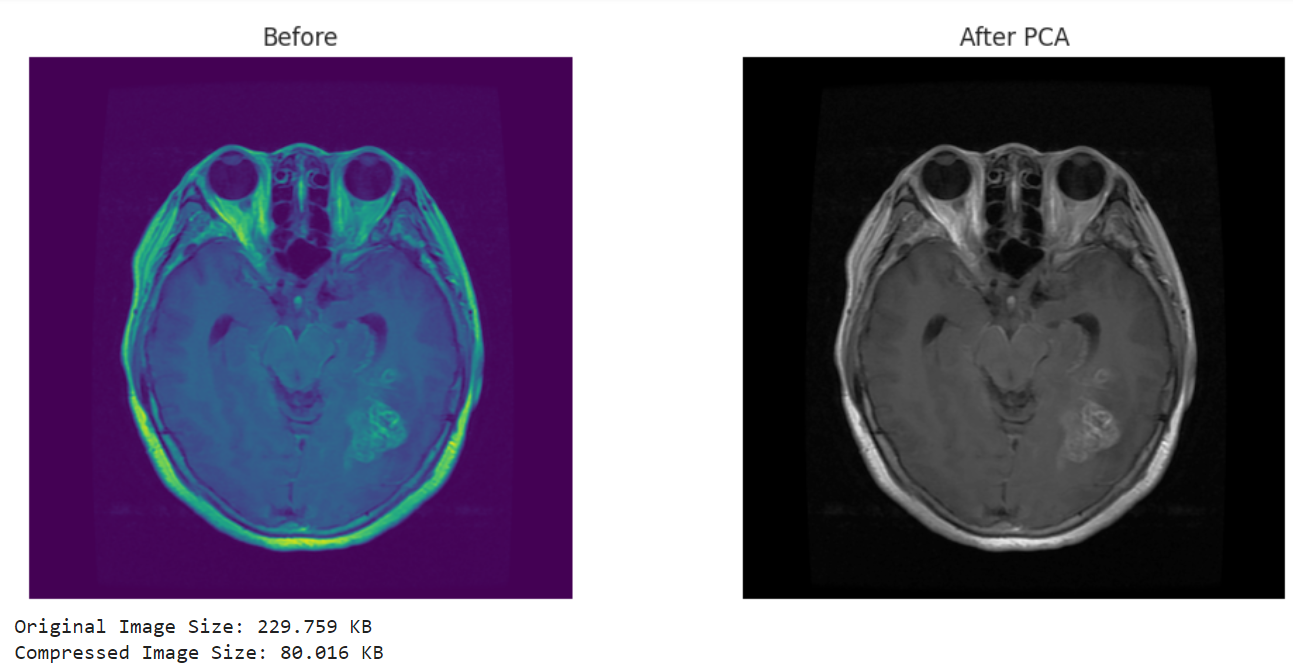 Before
After PCA
Original Image Size: 229.759 KB
Compressed Image Size: 80.016 KB